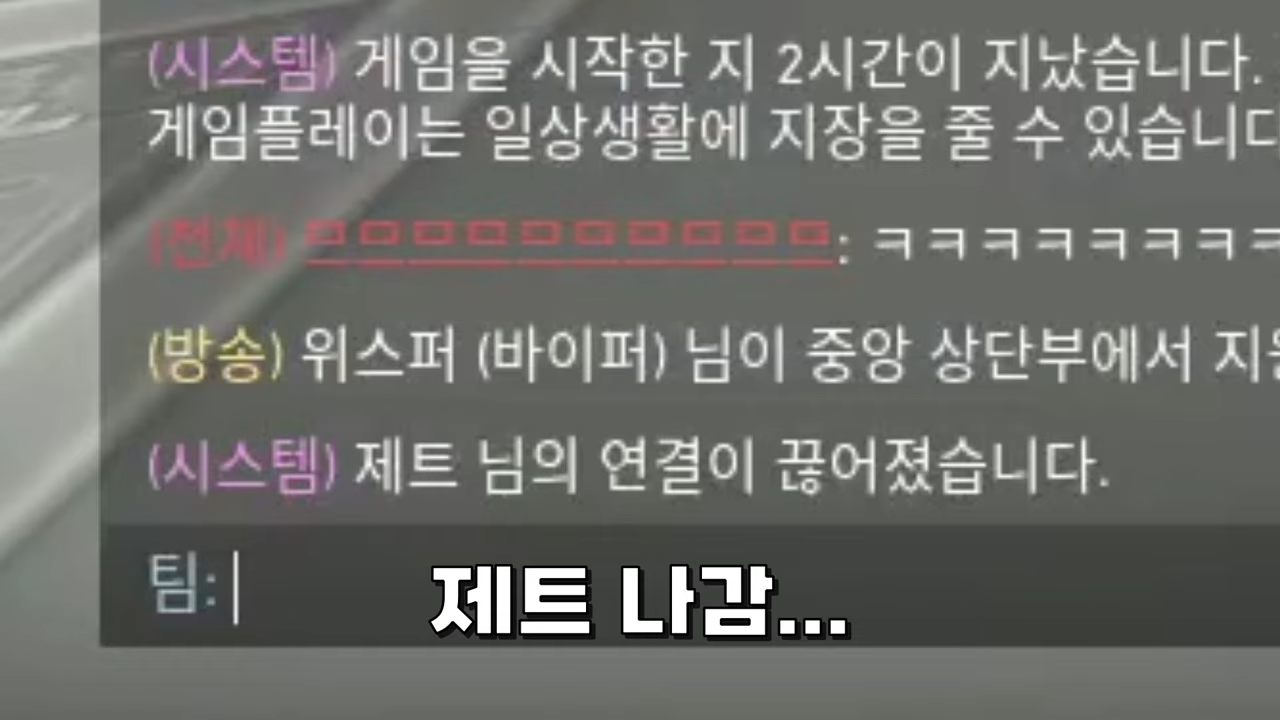 (시스템) 게임을 시작한 지 2시간이 지났습니다.
게임플레이는 일상생활에 지장을 줄 수 있습니다
(전체) ㅁㅁㅁㅁㅁㅁㅁㅁㅁㅁ: ㅋㅋㅋㅋㅋㅋㅋㅋ
(방송) 위스퍼 (바이퍼) 님이 중앙 상단부에서
(시스템) 제트 님의 연결이 끊어졌습니다.
팀:
제트 나감...